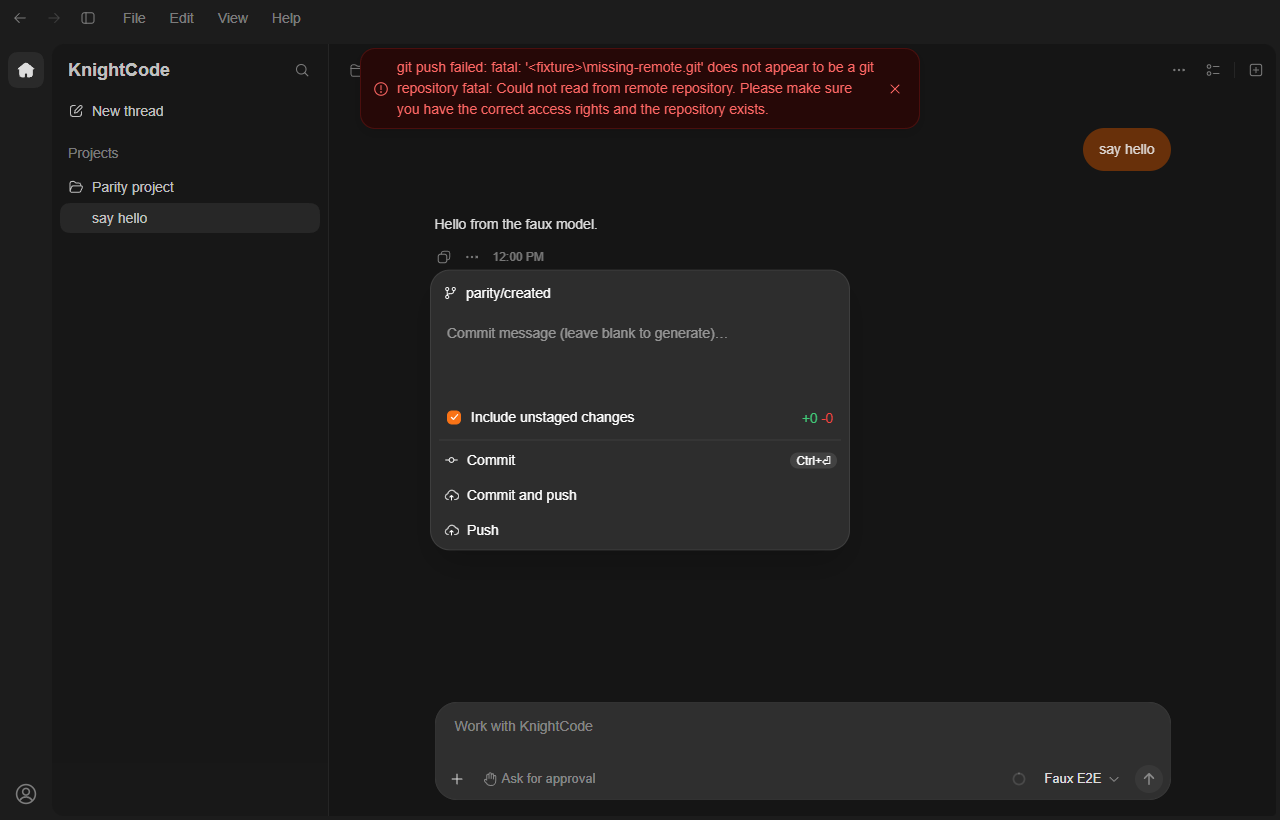 File Edit View Help
KnightCode
New thread
Projects
Parity project
say hello
git push failed: fatal: '<fixture>\missing-remote.git' does not appear to be a git
repository fatal: Could not read from remote repository. Please make sure
you have the correct access rights and the repository exists.
say hello
Hello from the faux model.
12:00 PM
parity/created
Commit message (leave blank to generate)…
Include unstaged changes +0 -0
Commit Ctrl+⏎
Commit and push
Push
Work with KnightCode
Ask for approval Faux E2E